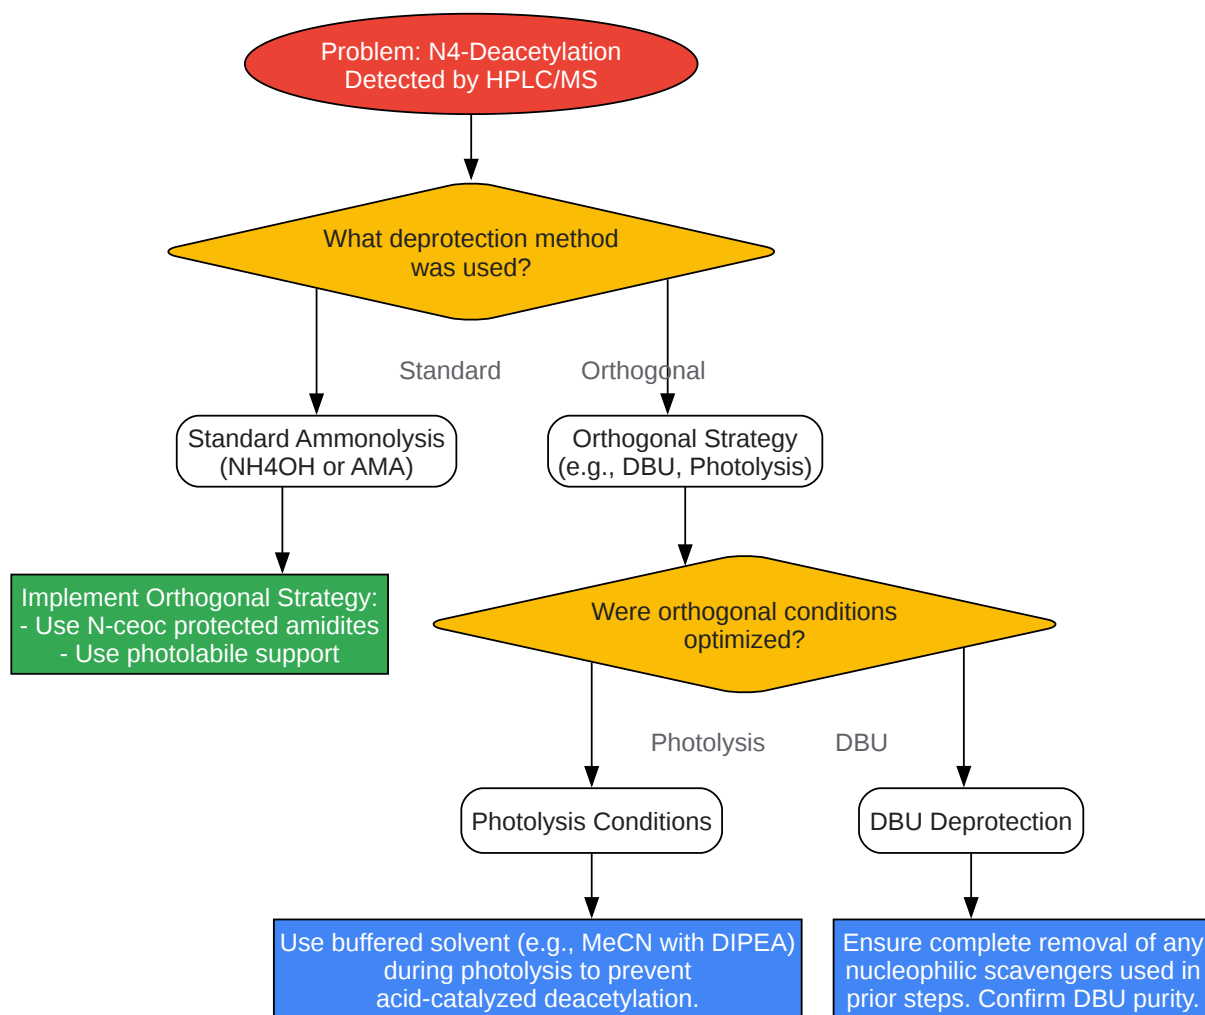 Problem: N4-Deacetylation
Detected by HPLC/MS
What deprotection method
was used?
Standard
Orthogonal
Standard Ammonolysis
(NH4OH or AMA)
Orthogonal Strategy
(e.g., DBU, Photolysis)
Implement Orthogonal Strategy:
- Use N-ceoc protected amidites
- Use photolabile support
Were orthogonal conditions
optimized?
Photolysis
DBU
Photolysis Conditions
DBU Deprotection
Use buffered solvent (e.g., MeCN with DIPEA)
during photolysis to prevent
acid-catalyzed deacetylation.
Ensure complete removal of any
nucleophilic scavengers used in
prior steps. Confirm DBU purity.